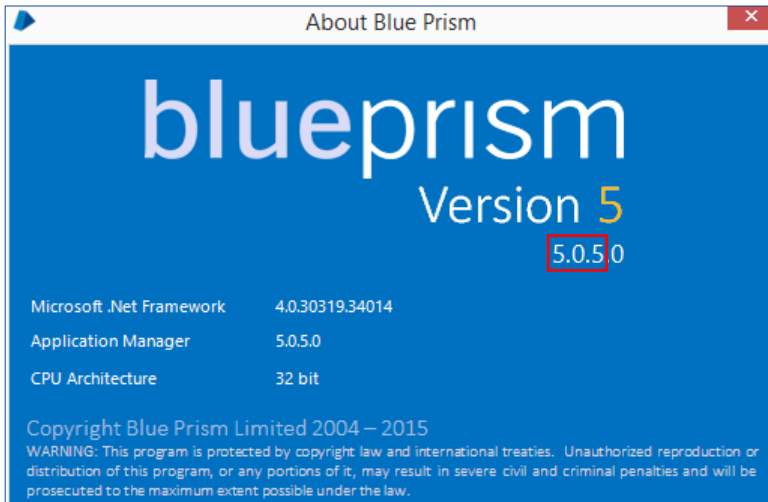 About Blue Prism
blueprism
Version 5
5.0.5.0
Microsoft .Net Framework 4.0.30319.34014
Application Manager 5.0.5.0
CPU Architecture 32 bit
Copyright Blue Prism Limited 2004 – 2015
WARNING: This program is protected by copyright law and international treaties. Unauthorized reproduction or
distribution of this program, or any portions of it, may result in severe civil and criminal penalties and will be
prosecuted to the maximum extent possible under the law.